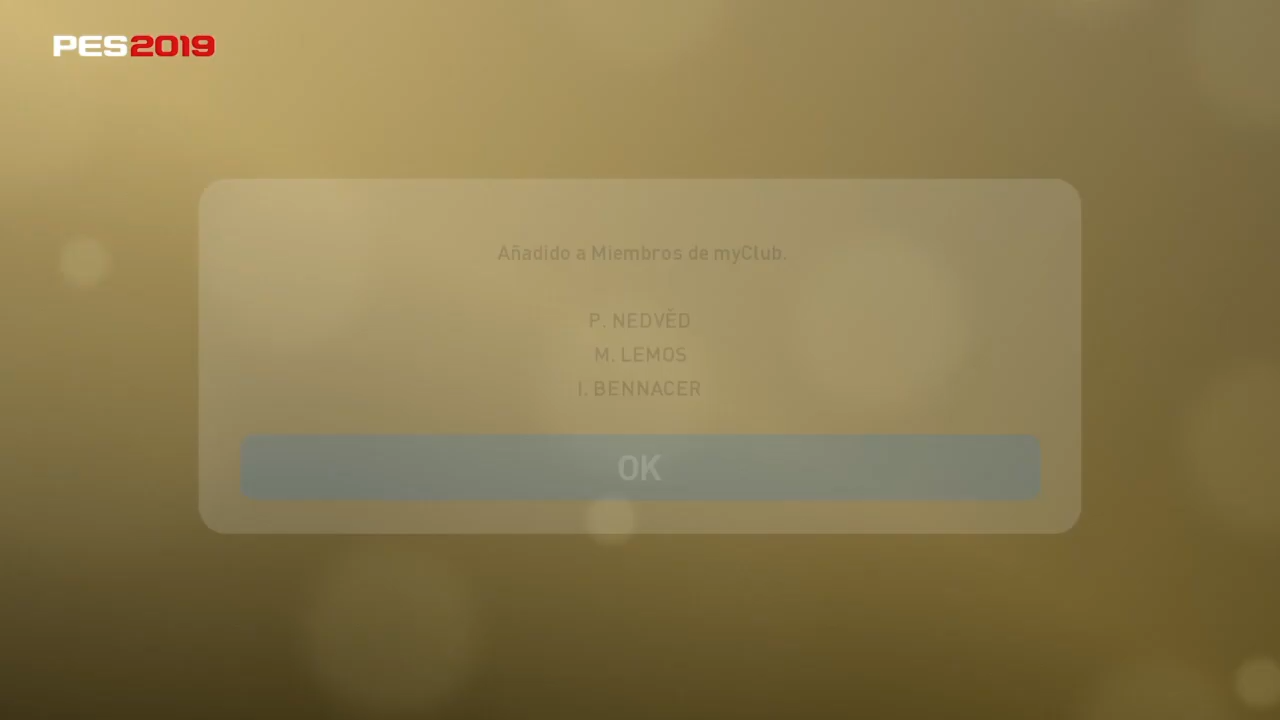 PES2019
Añadido a Miembros de myClub.
P. NEDVĚD
M. LEMOS
I. BENNACER
OK